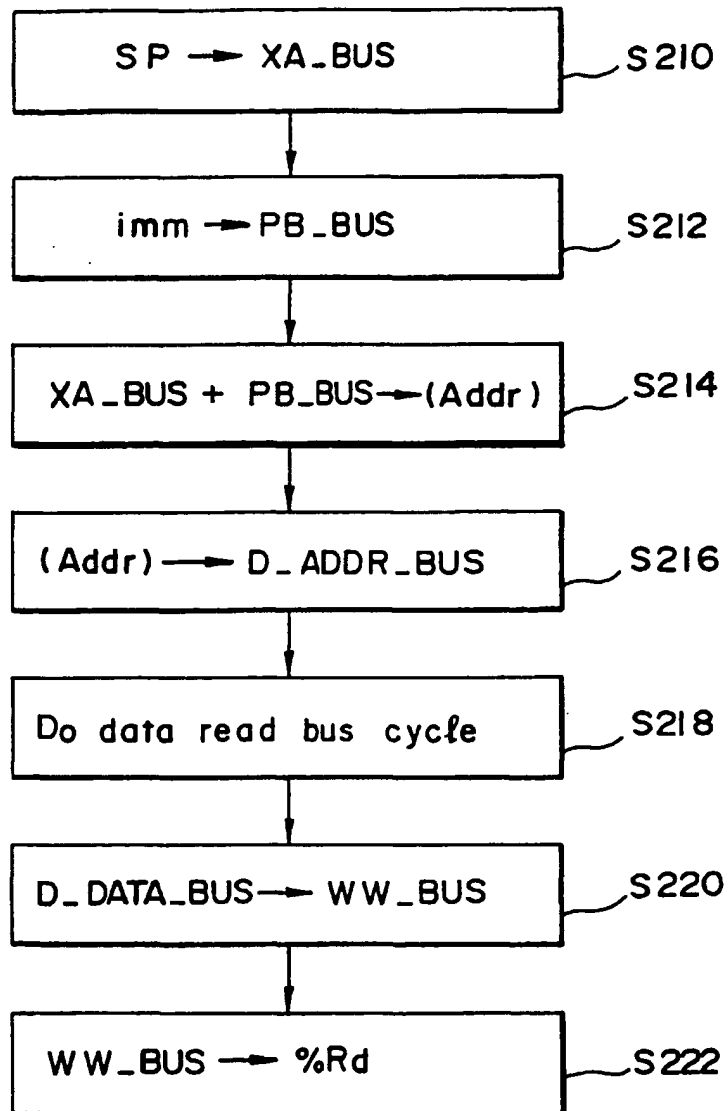 SP → XA_BUS S210
imm → PB_BUS S212
XA_BUS + PB_BUS → (Addr) S214
(Addr) → D_ADDR_BUS S216
Do data read bus cycle S218
D_DATA_BUS → WW_BUS S220
WW_BUS → %Rd S222